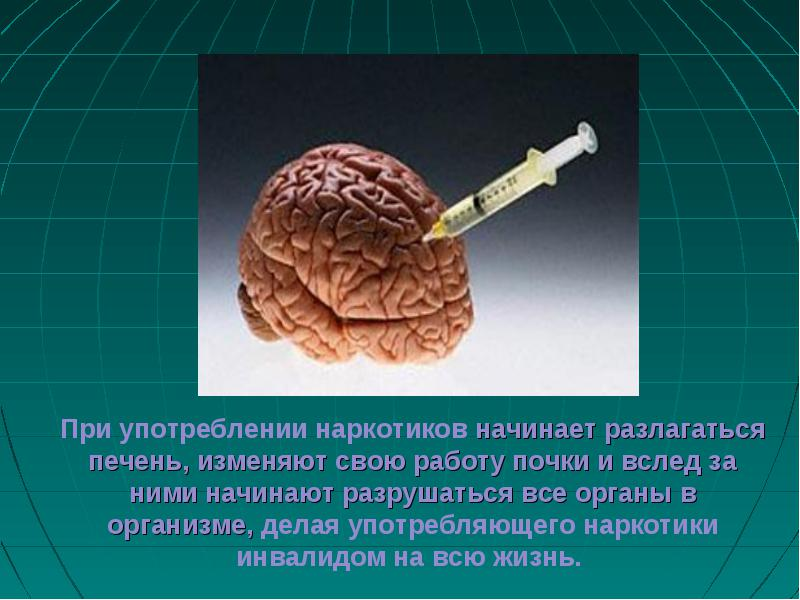 При употреблении наркотиков начинает разлагаться
печень, изменяют свою работу почки и вслед за
ними начинают разрушаться все органы в
организме, делая употребляющего наркотики
инвалидом на всю жизнь.